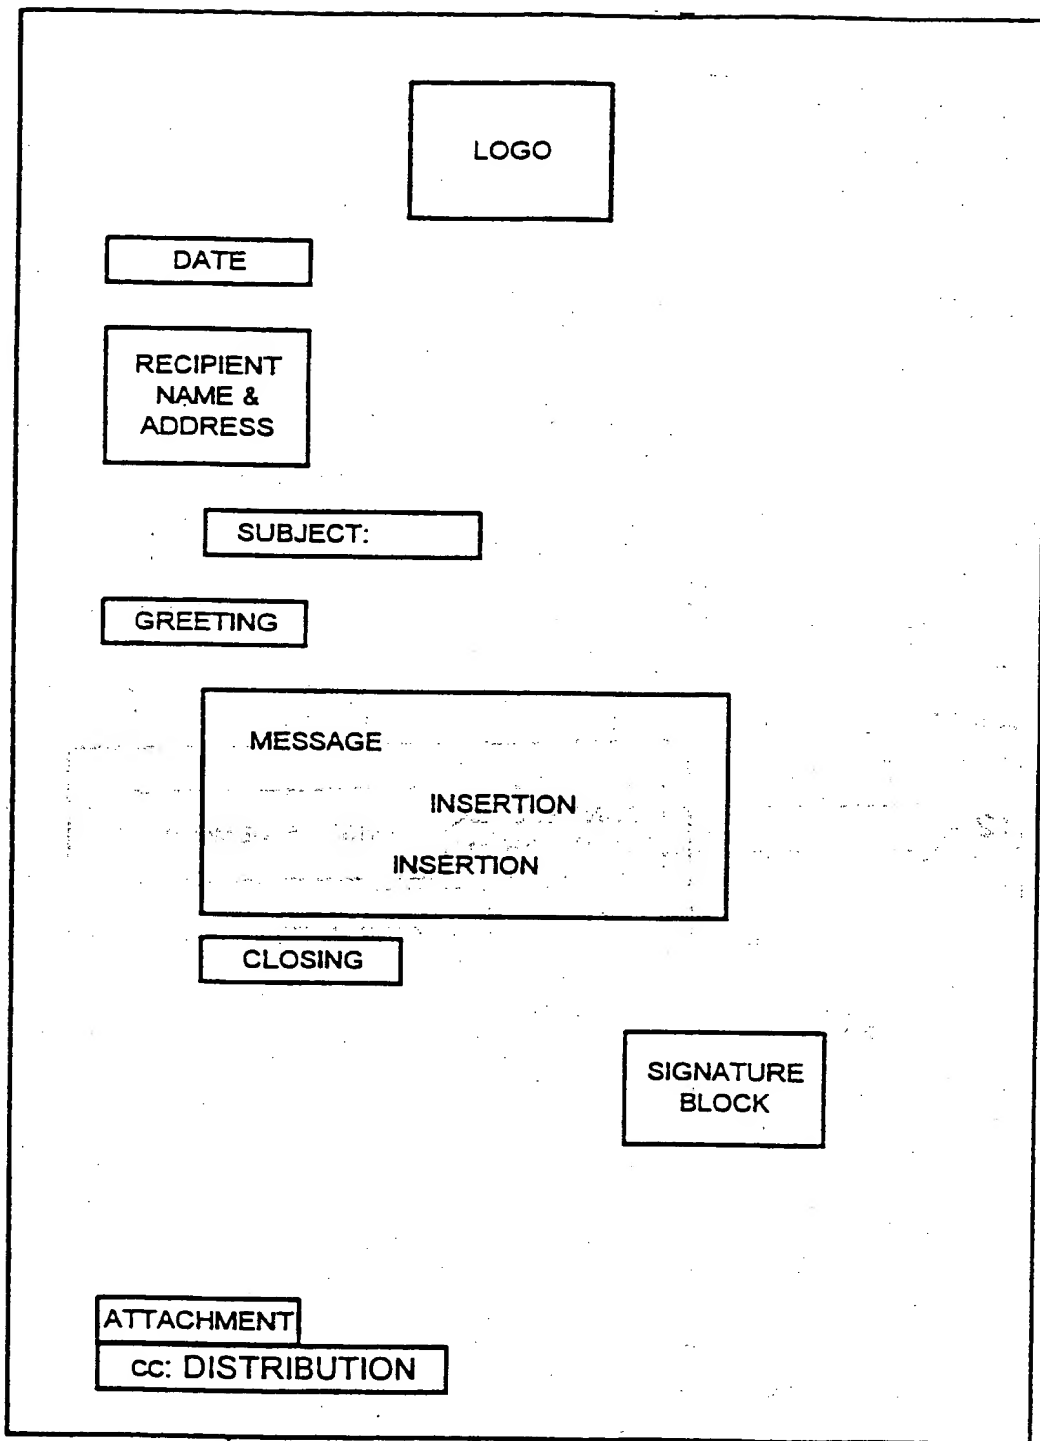 LOGO
DATE
RECIPIENT
NAME &
ADDRESS
SUBJECT:
GREETING
MESSAGE
INSERTION
INSERTION
CLOSING
SIGNATURE
BLOCK
ATTACHMENT
cc: DISTRIBUTION